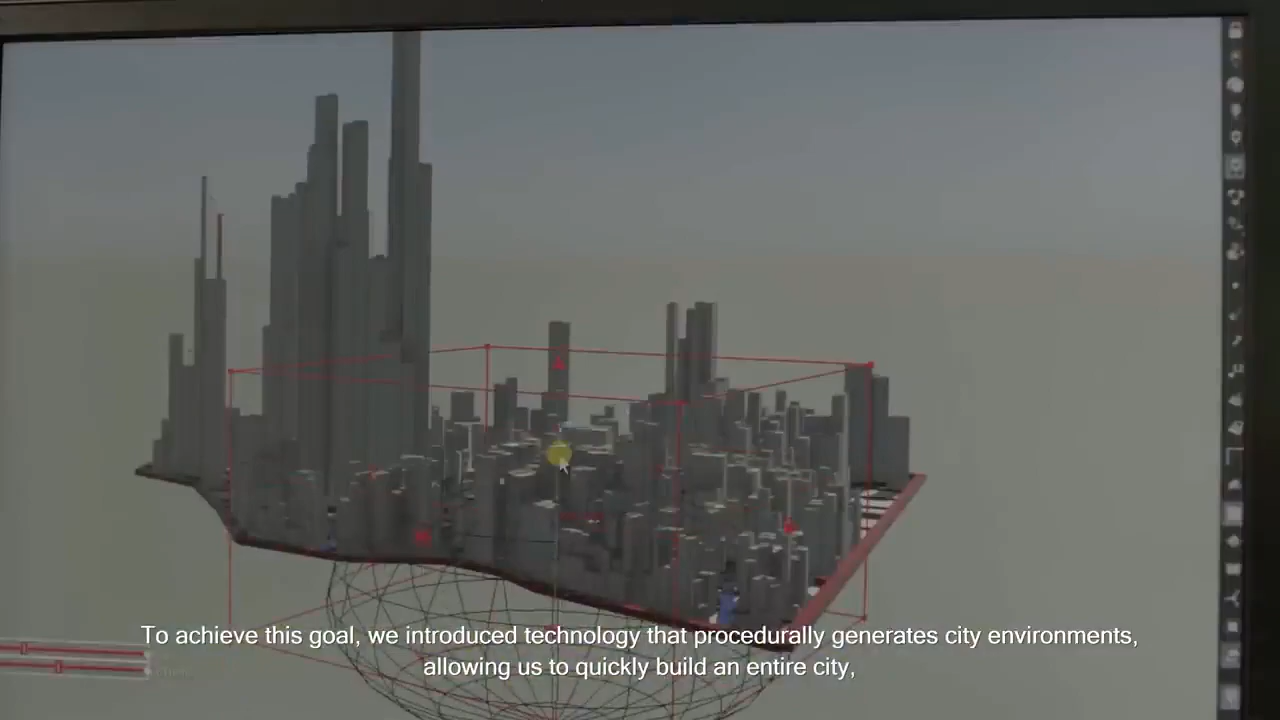 To achieve this goal, we introduced technology that procedurally generates city environments,
allowing us to quickly build an entire city,